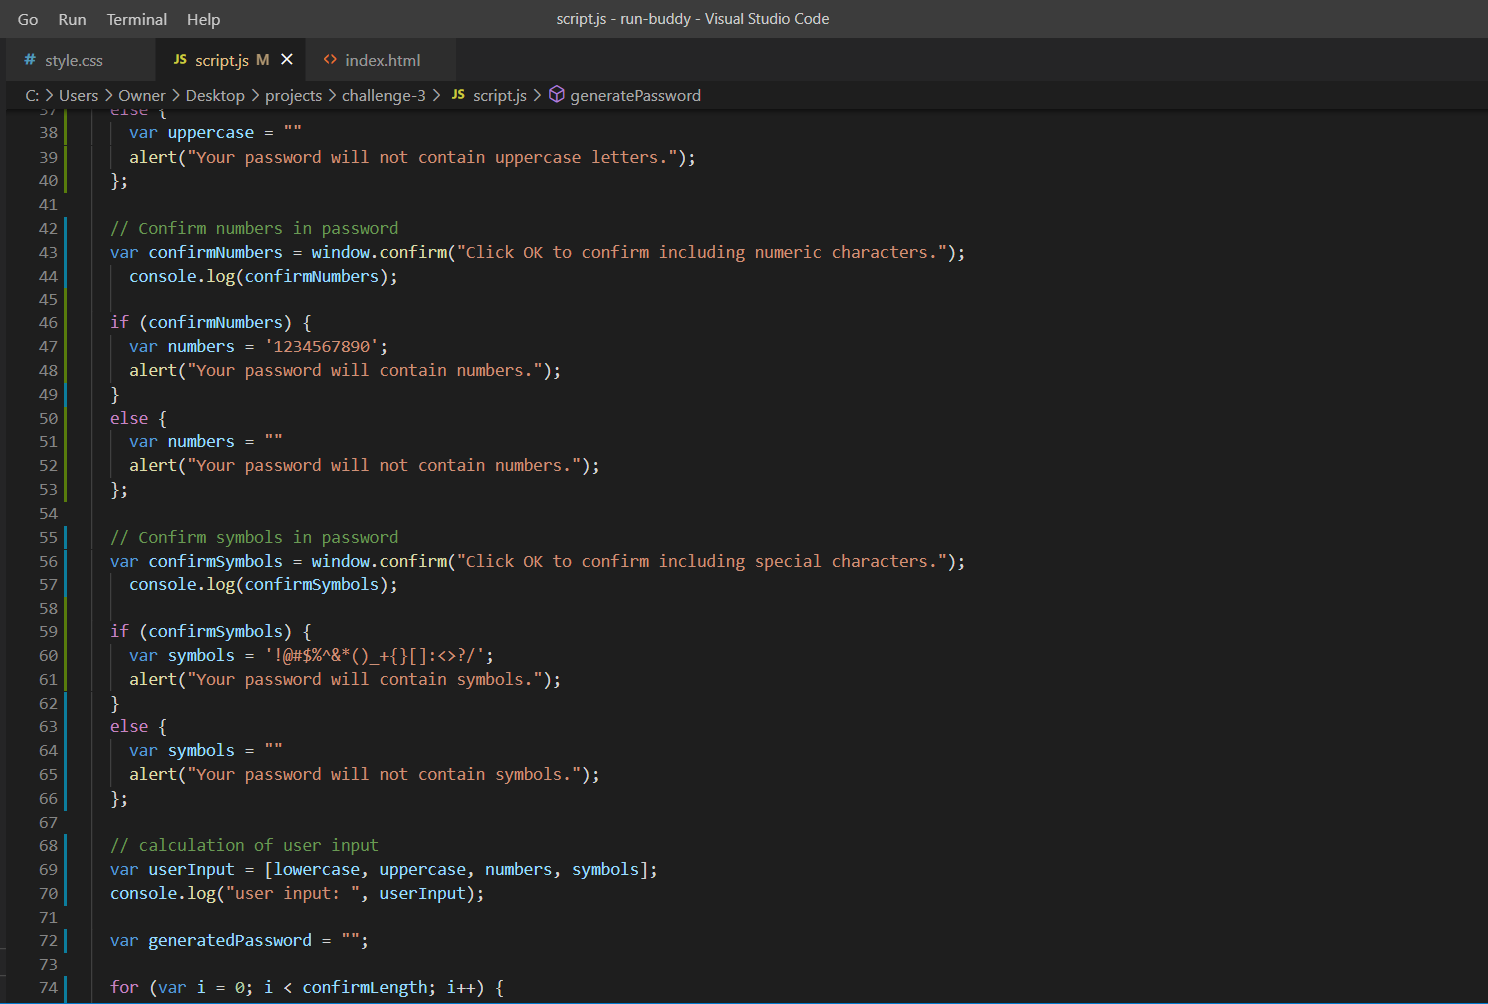 Go Run Terminal Help script.js - run-buddy - Visual Studio Code
# style.css JS script.js M × <> index.html
C: > Users > Owner > Desktop > projects > challenge-3 > JS script.js > generatePassword
37 else {
38 var uppercase = ""
39 alert("Your password will not contain uppercase letters.");
40 };
41
42 // Confirm numbers in password
43 var confirmNumbers = window.confirm("Click OK to confirm including numeric characters.");
44 console.log(confirmNumbers);
45
46 if (confirmNumbers) {
47 var numbers = '1234567890';
48 alert("Your password will contain numbers.");
49 }
50 else {
51 var numbers = ""
52 alert("Your password will not contain numbers.");
53 };
54
55 // Confirm symbols in password
56 var confirmSymbols = window.confirm("Click OK to confirm including special characters.");
57 console.log(confirmSymbols);
58
59 if (confirmSymbols) {
60 var symbols = '!@#$%^&*()_+{}[]:<>?/';
61 alert("Your password will contain symbols.");
62 }
63 else {
64 var symbols = ""
65 alert("Your password will not contain symbols.");
66 };
67
68 // calculation of user input
69 var userInput = [lowercase, uppercase, numbers, symbols];
70 console.log("user input: ", userInput);
71
72 var generatedPassword = "";
73
74 for (var i = 0; i < confirmLength; i++) {